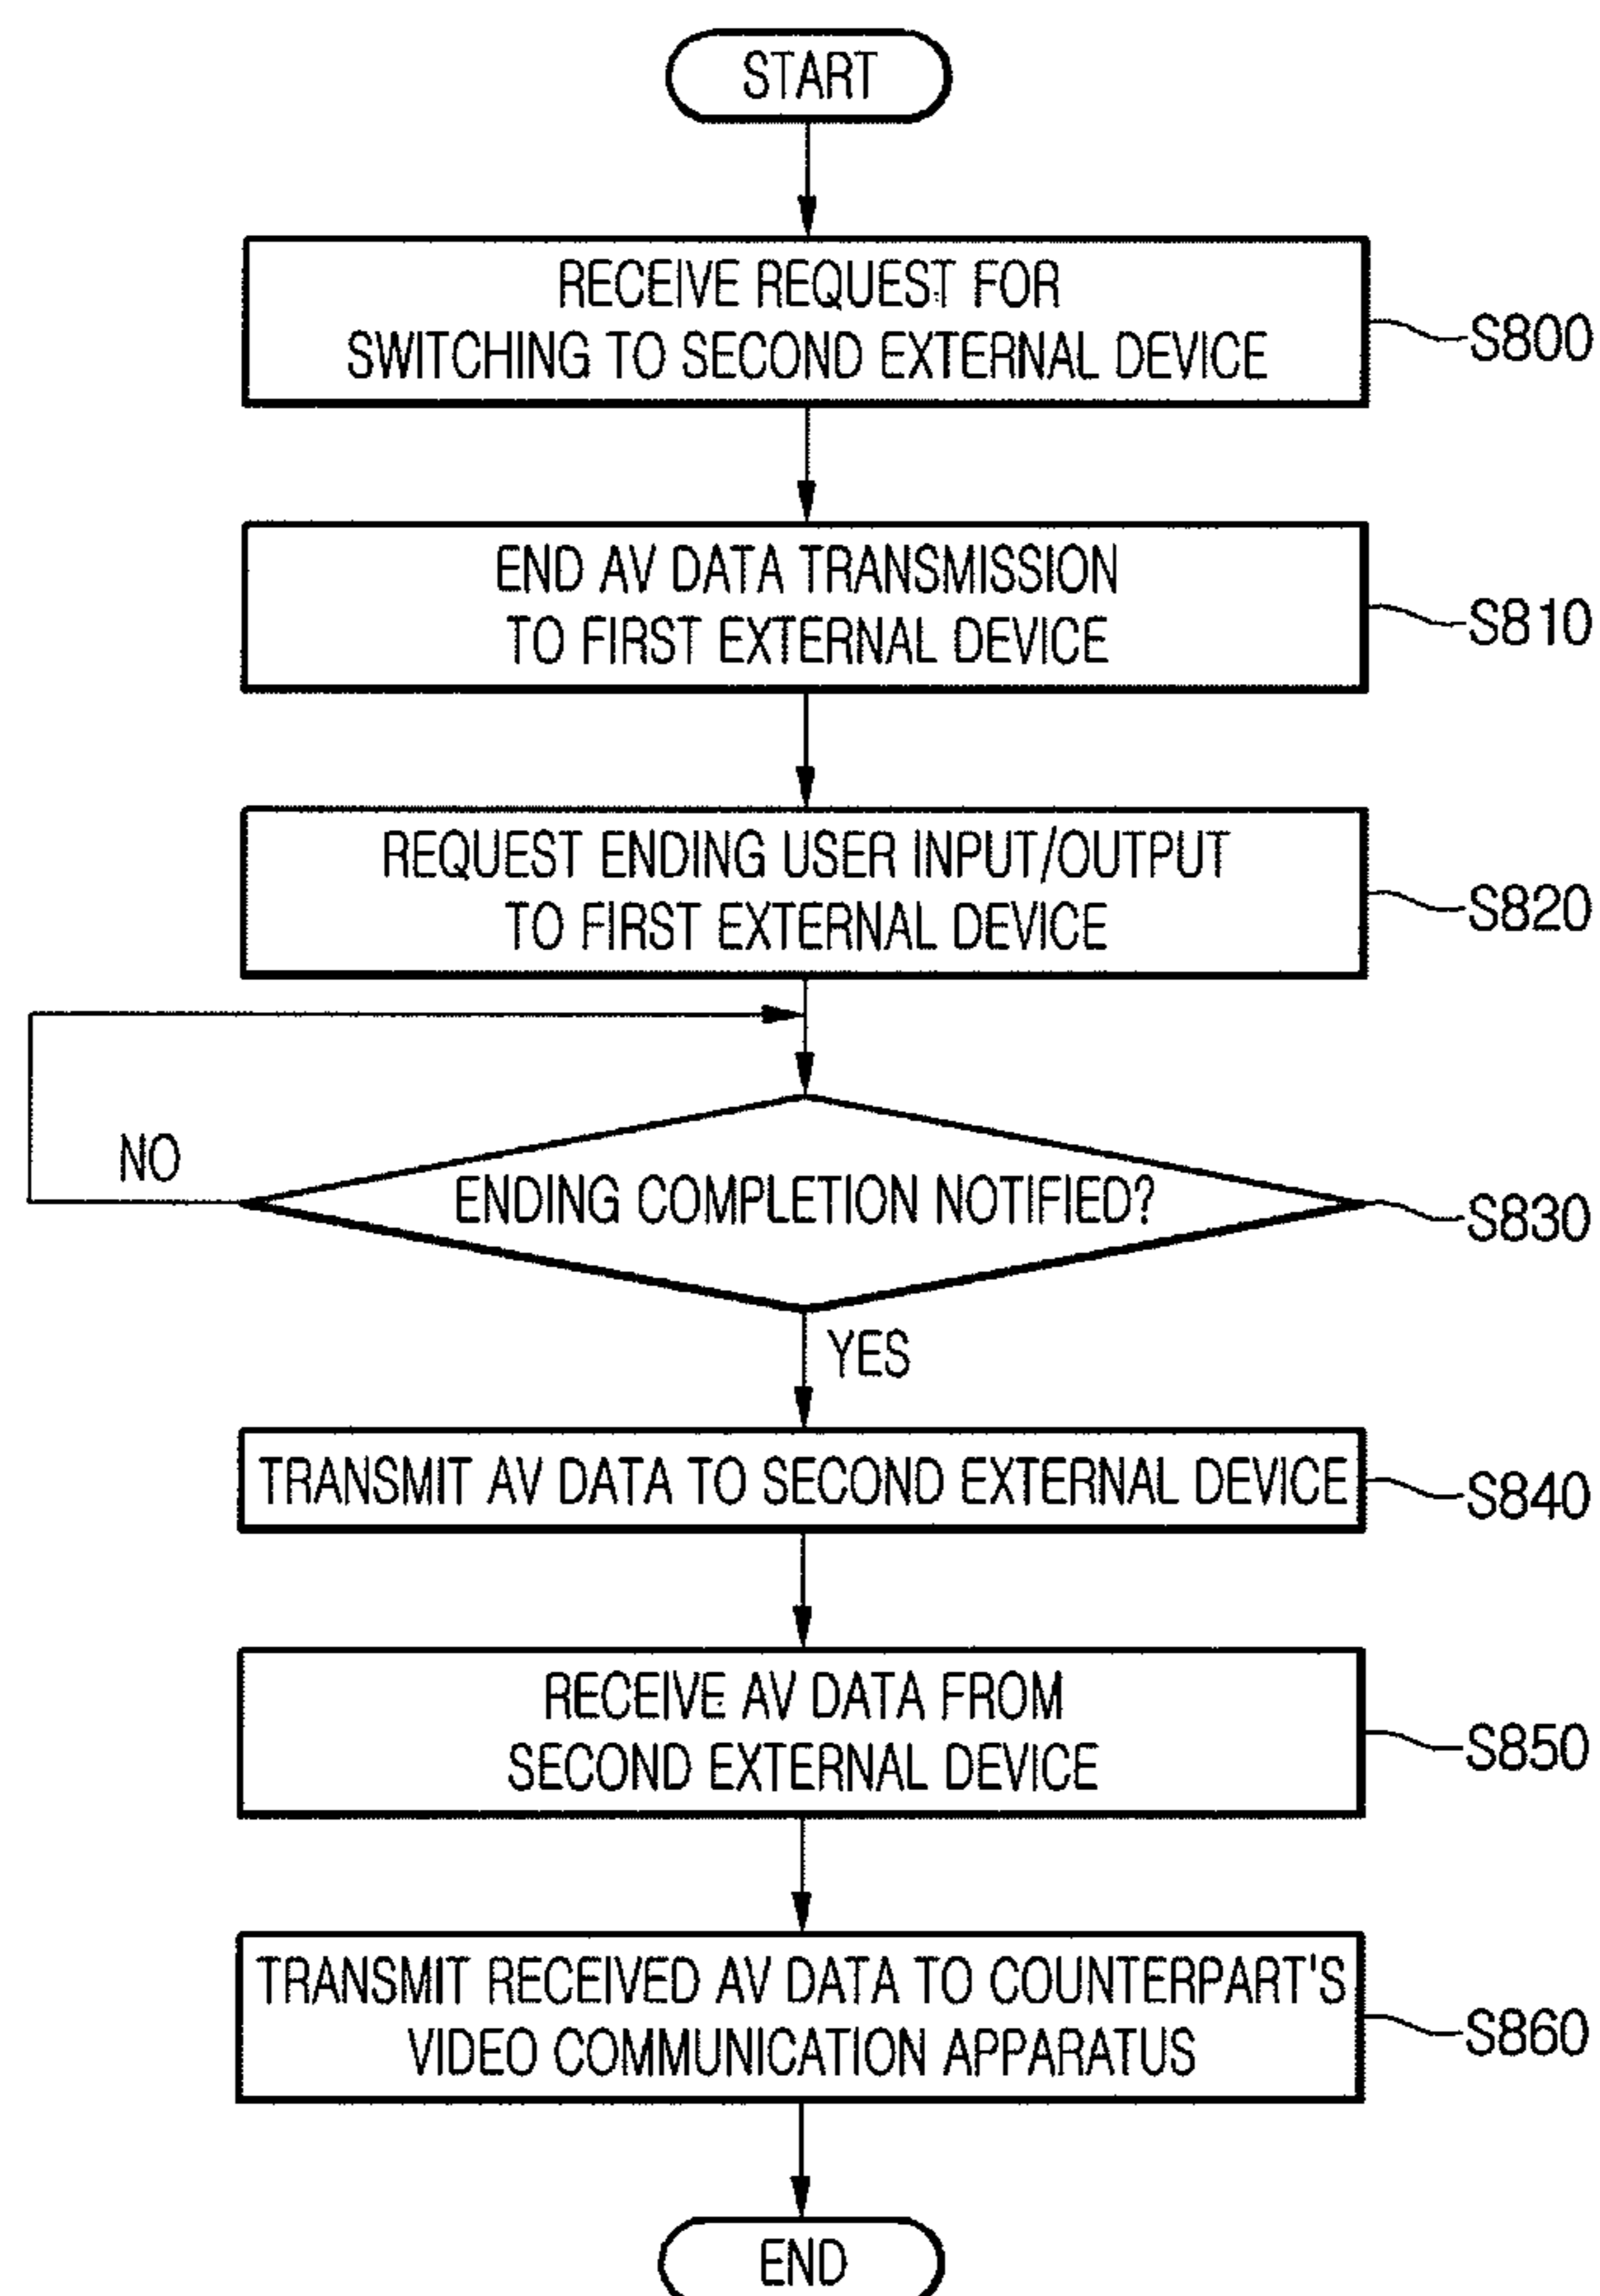 START
RECEIVE REQUEST FOR
SWITCHING TO SECOND EXTERNAL DEVICE
S800
END AV DATA TRANSMISSION
TO FIRST EXTERNAL DEVICE
S810
REQUEST ENDING USER INPUT/OUTPUT
TO FIRST EXTERNAL DEVICE
S820
NO
ENDING COMPLETION NOTIFIED?
S830
YES
TRANSMIT AV DATA TO SECOND EXTERNAL DEVICE
S840
RECEIVE AV DATA FROM
SECOND EXTERNAL DEVICE
S850
TRANSMIT RECEIVED AV DATA TO COUNTERPART'S
VIDEO COMMUNICATION APPARATUS
S860
END